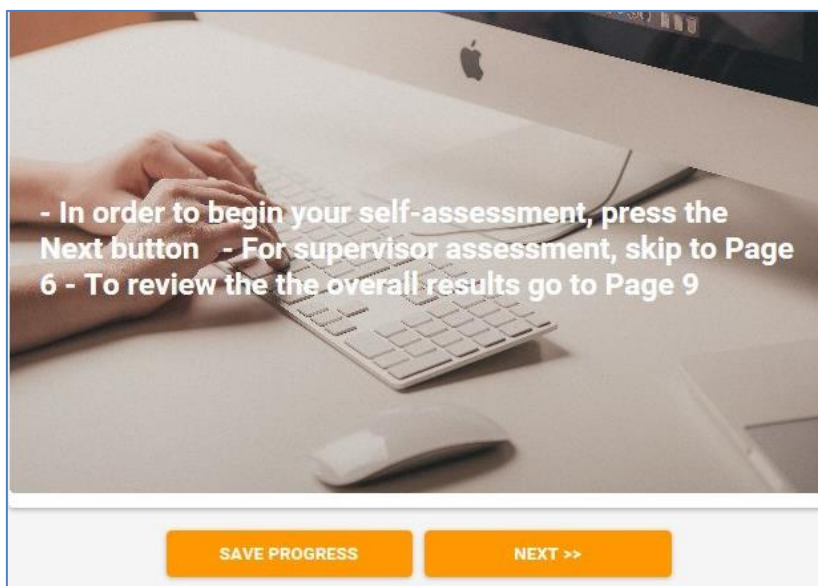 - In order to begin your self-assessment, press the
Next button - For supervisor assessment, skip to Page
6 - To review the the overall results go to Page 9
SAVE PROGRESS
NEXT >>